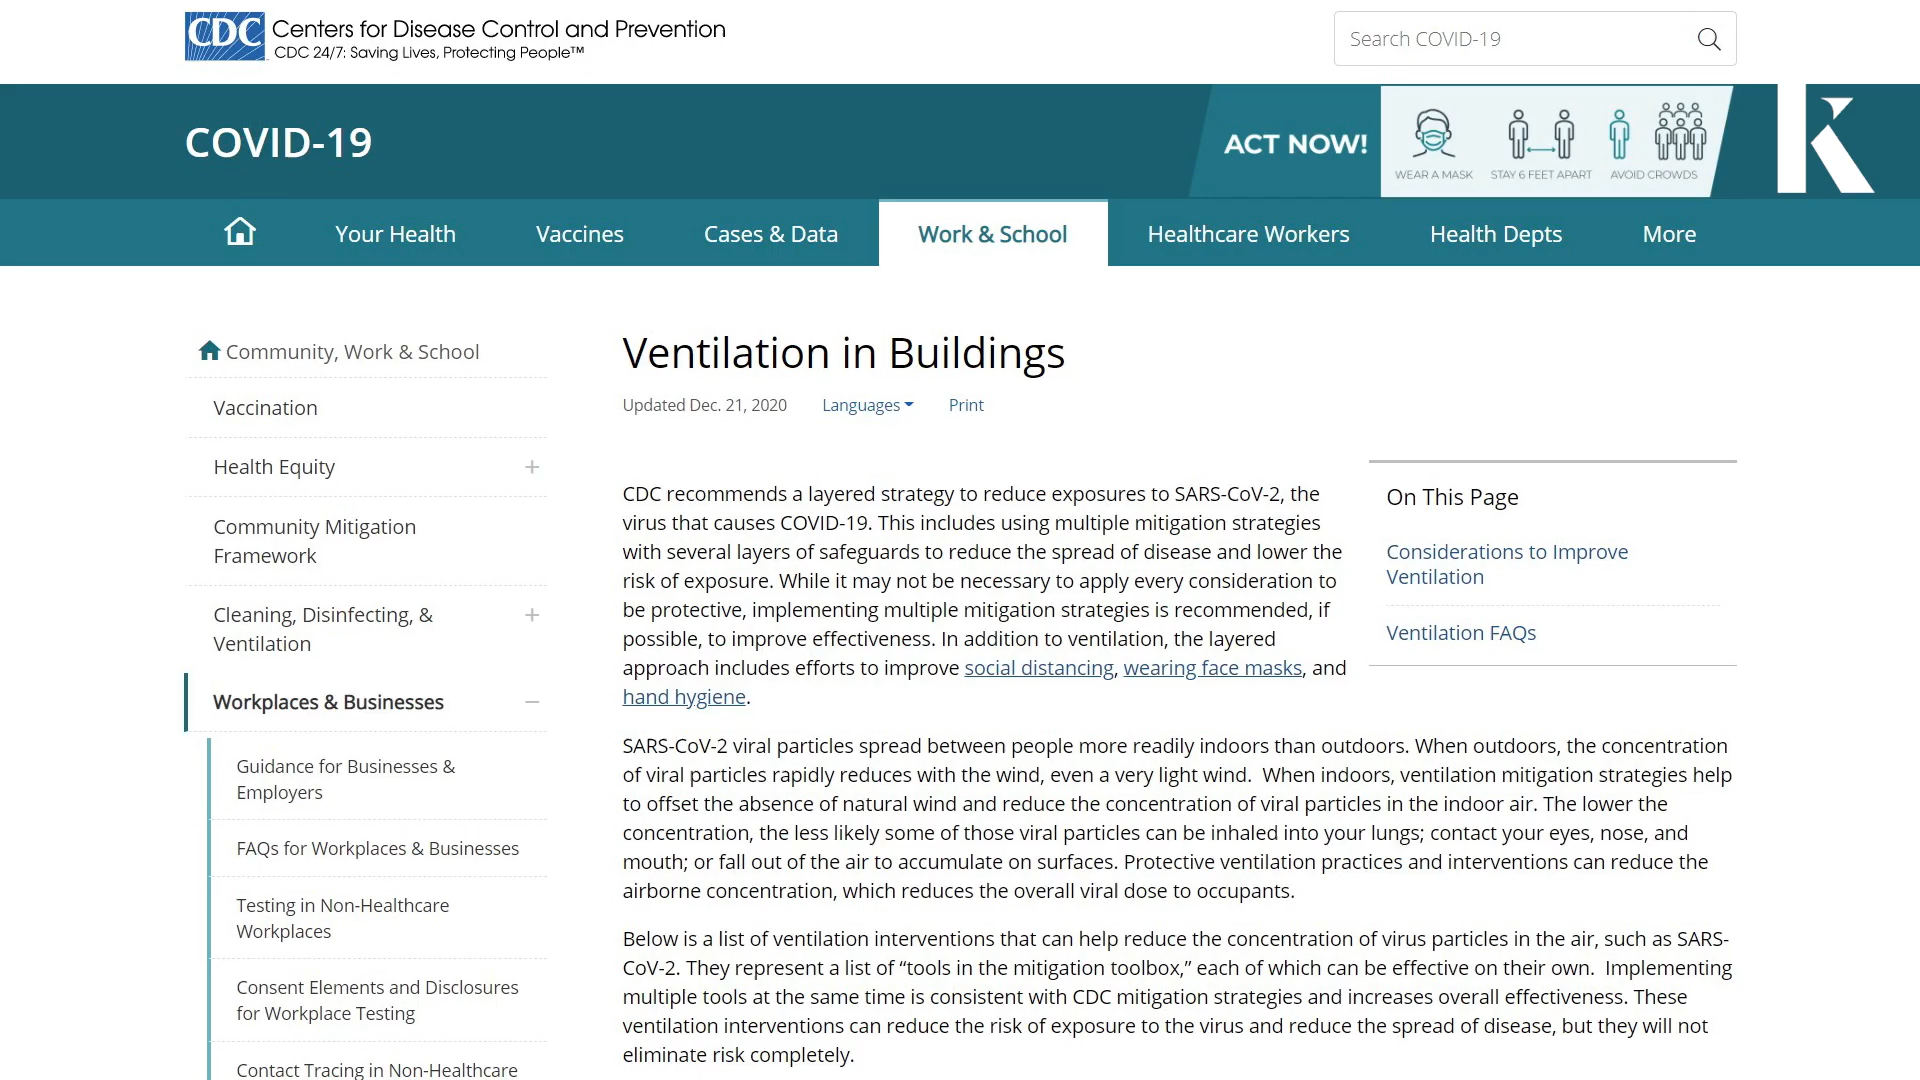 CDC Centers for Disease Control and Prevention
CDC 24/7: Saving Lives, Protecting People™
Search COVID-19
COVID-19
ACT NOW!
WEAR A MASK STAY 6 FEET APART AVOID CROWDS
K
Your Health Vaccines Cases & Data Work & School Healthcare Workers Health Depts More
Community, Work & School
Vaccination
Health Equity
Community Mitigation
Framework
Cleaning, Disinfecting, &
Ventilation
Workplaces & Businesses
Guidance for Businesses &
Employers
FAQs for Workplaces & Businesses
Testing in Non-Healthcare
Workplaces
Consent Elements and Disclosures
for Workplace Testing
Contact Tracing in Non-Healthcare
Ventilation in Buildings
Updated Dec. 21, 2020 Languages Print
CDC recommends a layered strategy to reduce exposures to SARS-CoV-2, the
virus that causes COVID-19. This includes using multiple mitigation strategies
with several layers of safeguards to reduce the spread of disease and lower the
risk of exposure. While it may not be necessary to apply every consideration to
be protective, implementing multiple mitigation strategies is recommended, if
possible, to improve effectiveness. In addition to ventilation, the layered
approach includes efforts to improve social distancing, wearing face masks, and
hand hygiene.
On This Page
Considerations to Improve
Ventilation
Ventilation FAQs
SARS-CoV-2 viral particles spread between people more readily indoors than outdoors. When outdoors, the concentration
of viral particles rapidly reduces with the wind, even a very light wind.  When indoors, ventilation mitigation strategies help
to offset the absence of natural wind and reduce the concentration of viral particles in the indoor air. The lower the
concentration, the less likely some of those viral particles can be inhaled into your lungs; contact your eyes, nose, and
mouth; or fall out of the air to accumulate on surfaces. Protective ventilation practices and interventions can reduce the
airborne concentration, which reduces the overall viral dose to occupants.
Below is a list of ventilation interventions that can help reduce the concentration of virus particles in the air, such as SARS-
CoV-2. They represent a list of “tools in the mitigation toolbox,” each of which can be effective on their own.  Implementing
multiple tools at the same time is consistent with CDC mitigation strategies and increases overall effectiveness. These
ventilation interventions can reduce the risk of exposure to the virus and reduce the spread of disease, but they will not
eliminate risk completely.